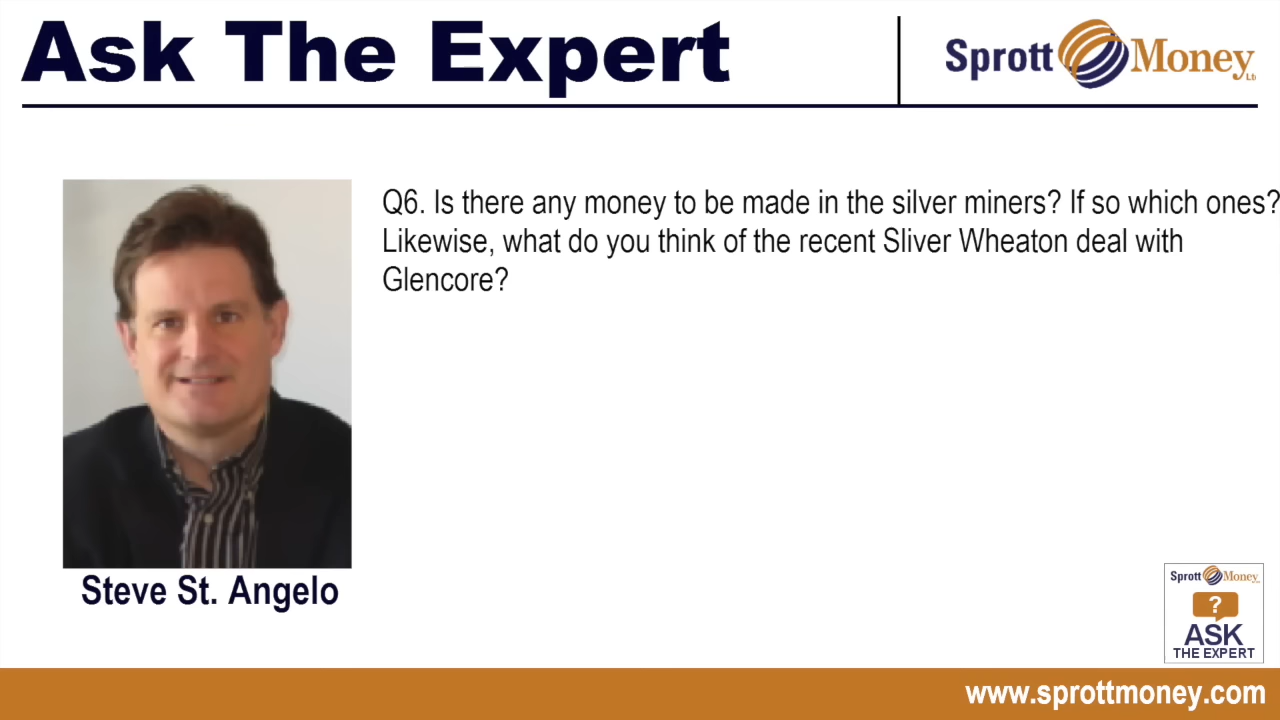 Ask The Expert
Sprott Money Ltd
Q6. Is there any money to be made in the silver miners? If so which ones?
Likewise, what do you think of the recent Sliver Wheaton deal with
Glencore?
Steve St. Angelo
Sprott Money
?
ASK
THE EXPERT
www.sprottmoney.com